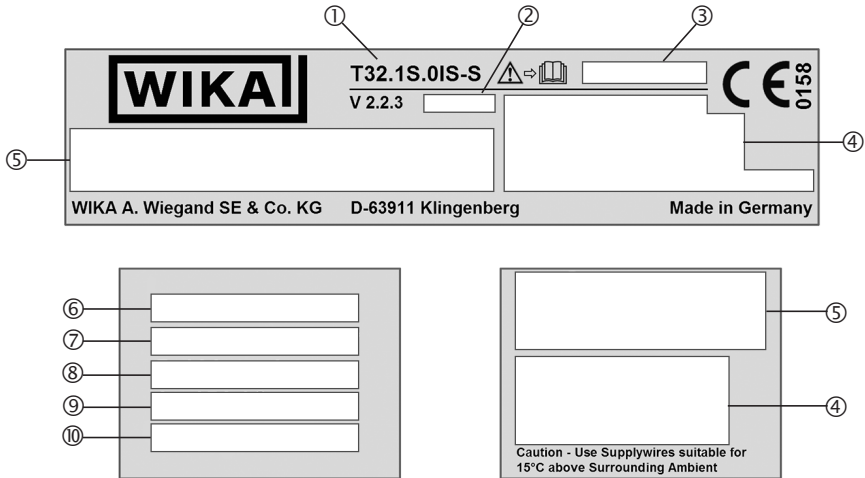 ① ② ③
WIKA T32.1S.0IS-S CE 0158
V 2.2.3
④
⑤
WIKA A. Wiegand SE & Co. KG D-63911 Klingenberg Made in Germany
⑥
⑦
⑧
⑨
⑩
⑤
④
Caution - Use Supplywires suitable for
15°C above Surrounding Ambient